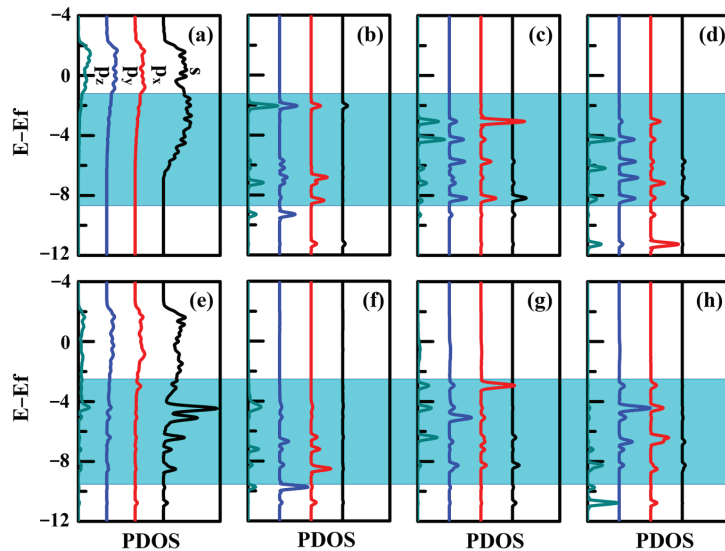 −4
(a)
(b)
(c)
(d)
0
pz
py
px
s
E−Ef
−4
−8
−12
−4
(e)
(f)
(g)
(h)
0
E−Ef
−4
−8
−12
PDOS
PDOS
PDOS
PDOS